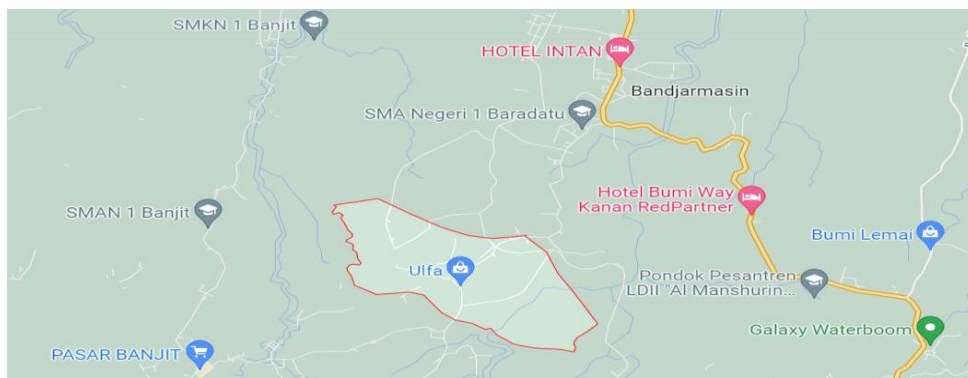 SMKN 1 Banjit
HOTEL INTAN
Bandjarmasin
SMA Negeri 1 Baradatu
Hotel Bumi Way
Kanan RedPartner
SMAN 1 Banjit
Bumi Lemai
Ulfa
Pondok Pesantren
LDII "Al Manshurin...
Galaxy Waterboom
PASAR BANJIT